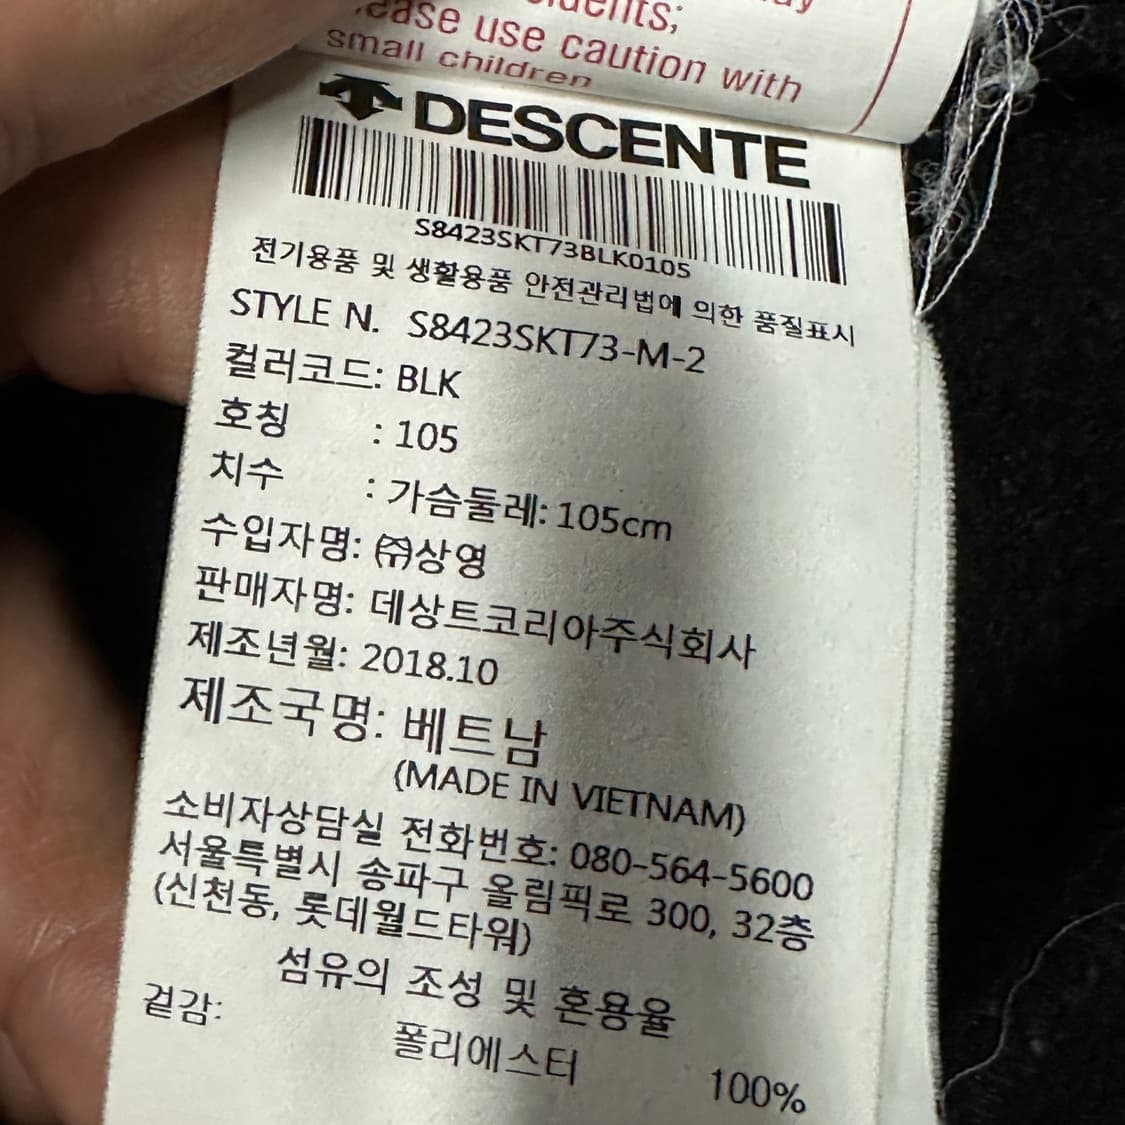 please use caution with
small children
DESCENTE
S8423SKT73BLK0105
전기용품 및 생활용품 안전관리법에 의한 품질표시
STYLE N. S8423SKT73-M-2
컬러코드: BLK
호칭 : 105
치수 : 가슴둘레: 105cm
수입자명: ㈜상영
판매자명: 데상트코리아주식회사
제조년월: 2018.10
제조국명: 베트남
(MADE IN VIETNAM)
소비자상담실 전화번호: 080-564-5600
서울특별시 송파구 올림픽로 300, 32층
(신천동, 롯데월드타워)
섬유의 조성 및 혼용율
겉감:
폴리에스터 100%